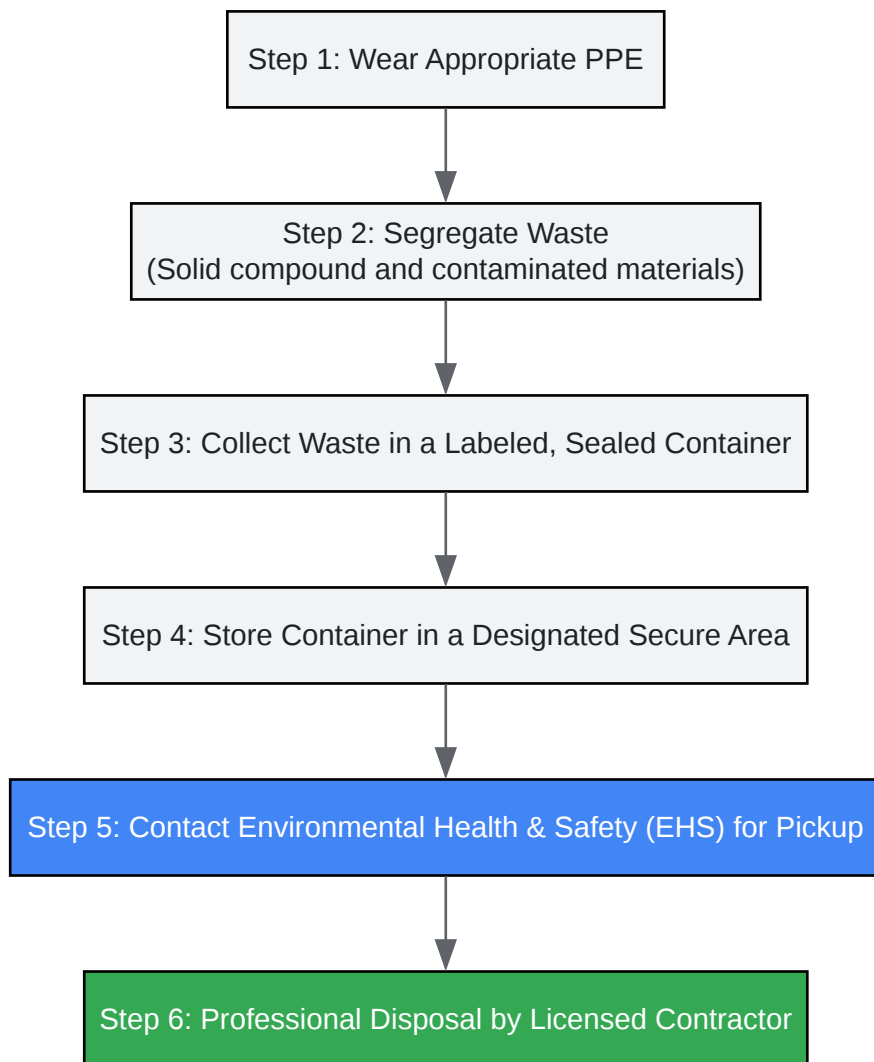 Step 1: Wear Appropriate PPE
Step 2: Segregate Waste
(Solid compound and contaminated materials)
Step 3: Collect Waste in a Labeled, Sealed Container
Step 4: Store Container in a Designated Secure Area
Step 5: Contact Environmental Health & Safety (EHS) for Pickup
Step 6: Professional Disposal by Licensed Contractor